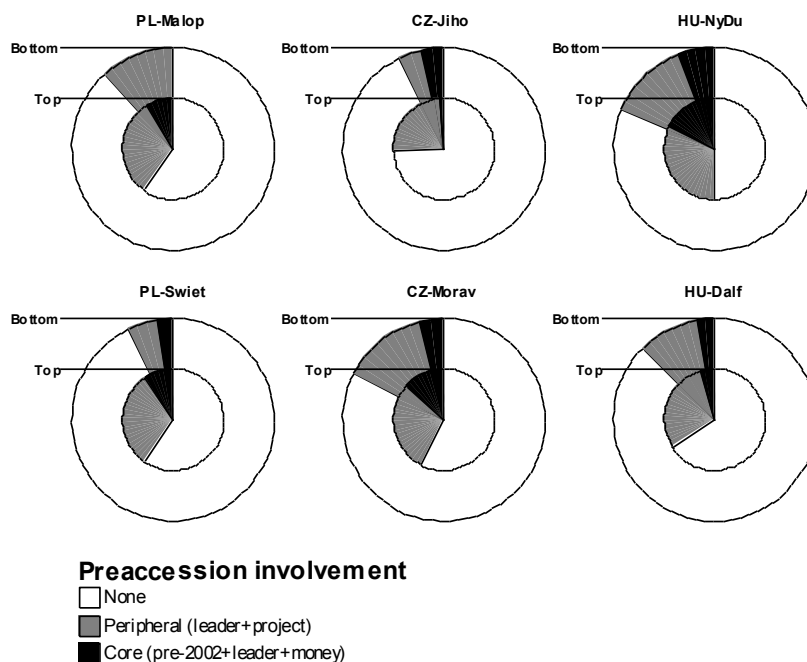 PL-Malop
CZ-Jiho
HU-NyDu
Bottom
Bottom
Bottom
Top
Top
Top
PL-Swiet
CZ-Morav
HU-Dalf
Bottom
Bottom
Bottom
Top
Top
Top
Preaccession involvement
None
Peripheral (leader+project)
Core (pre-2002+leader+money)